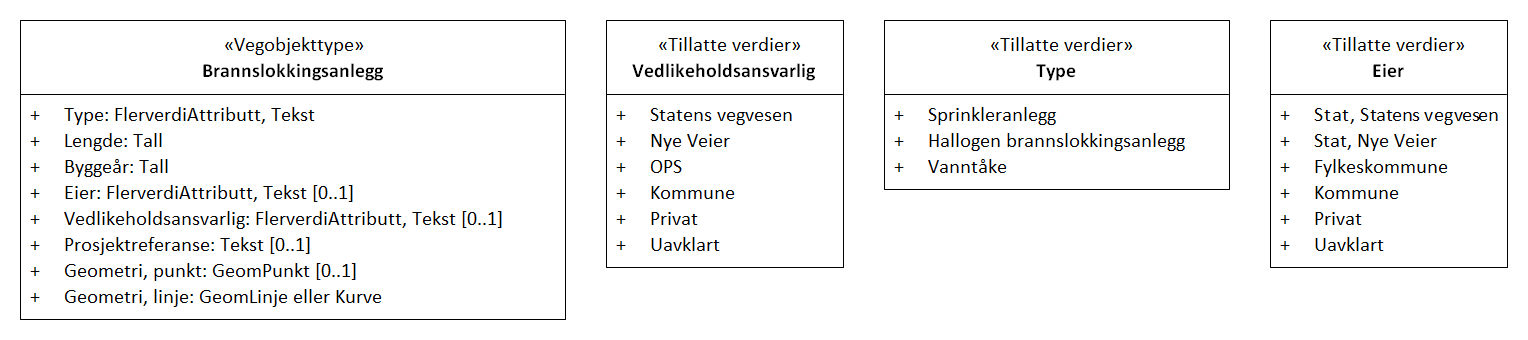 «Vegobjekttype»
Brannslokkingsanlegg
+ Type: FlerverdiAttributt, Tekst
+ Lengde: Tall
+ Byggeår: Tall
+ Eier: FlerverdiAttributt, Tekst [0..1]
+ Vedlikeholdsansvarlig: FlerverdiAttributt, Tekst [0..1]
+ Prosjektreferanse: Tekst [0..1]
+ Geometri, punkt: GeomPunkt [0..1]
+ Geometri, linje: GeomLinje eller Kurve
«Tillatte verdier»
Vedlikeholdsansvarlig
+ Statens vegvesen
+ Nye Veier
+ OPS
+ Kommune
+ Privat
+ Uavklart
«Tillatte verdier»
Type
+ Sprinkleranlegg
+ Hallogen brannslokkingsanlegg
+ Vanntåke
«Tillatte verdier»
Eier
+ Stat, Statens vegvesen
+ Stat, Nye Veier
+ Fylkeskommune
+ Kommune
+ Privat
+ Uavklart